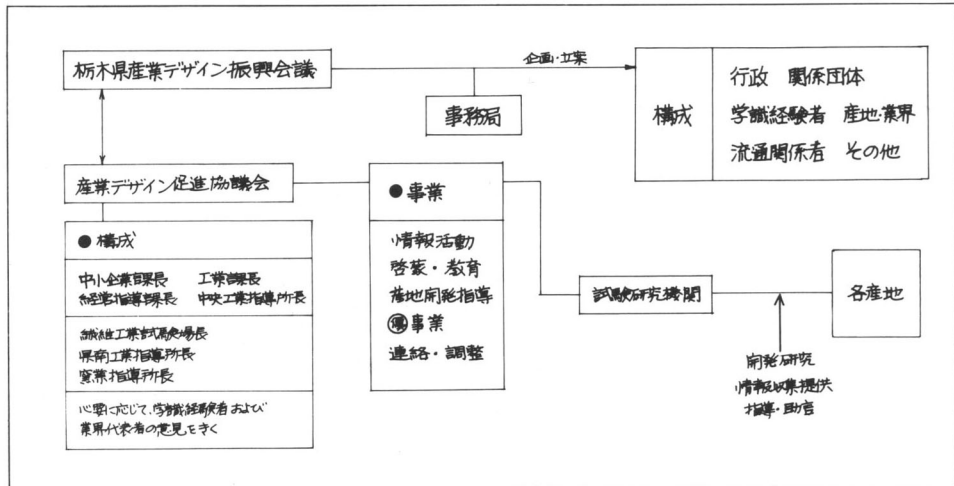 栃木県産業デザイン振興会議
企画・立案
事務局
構成
行政 関係団体
学識経験者 産地・業界
流通関係者 その他
産業デザイン促進協議会
●構成
中小企業課長 工業課長
経営指導課長 中央工業指導所長
繊維工業試験場長
県南工業指導所長
窯業指導所長
必要に応じて、学識経験者および
業界代表者の意見をきく
●事業
情報活動
啓蒙・教育
産地開発指導
㊝事業
連絡・調整
試験研究機関
各産地
開発研究
情報収集提供
指導・助言